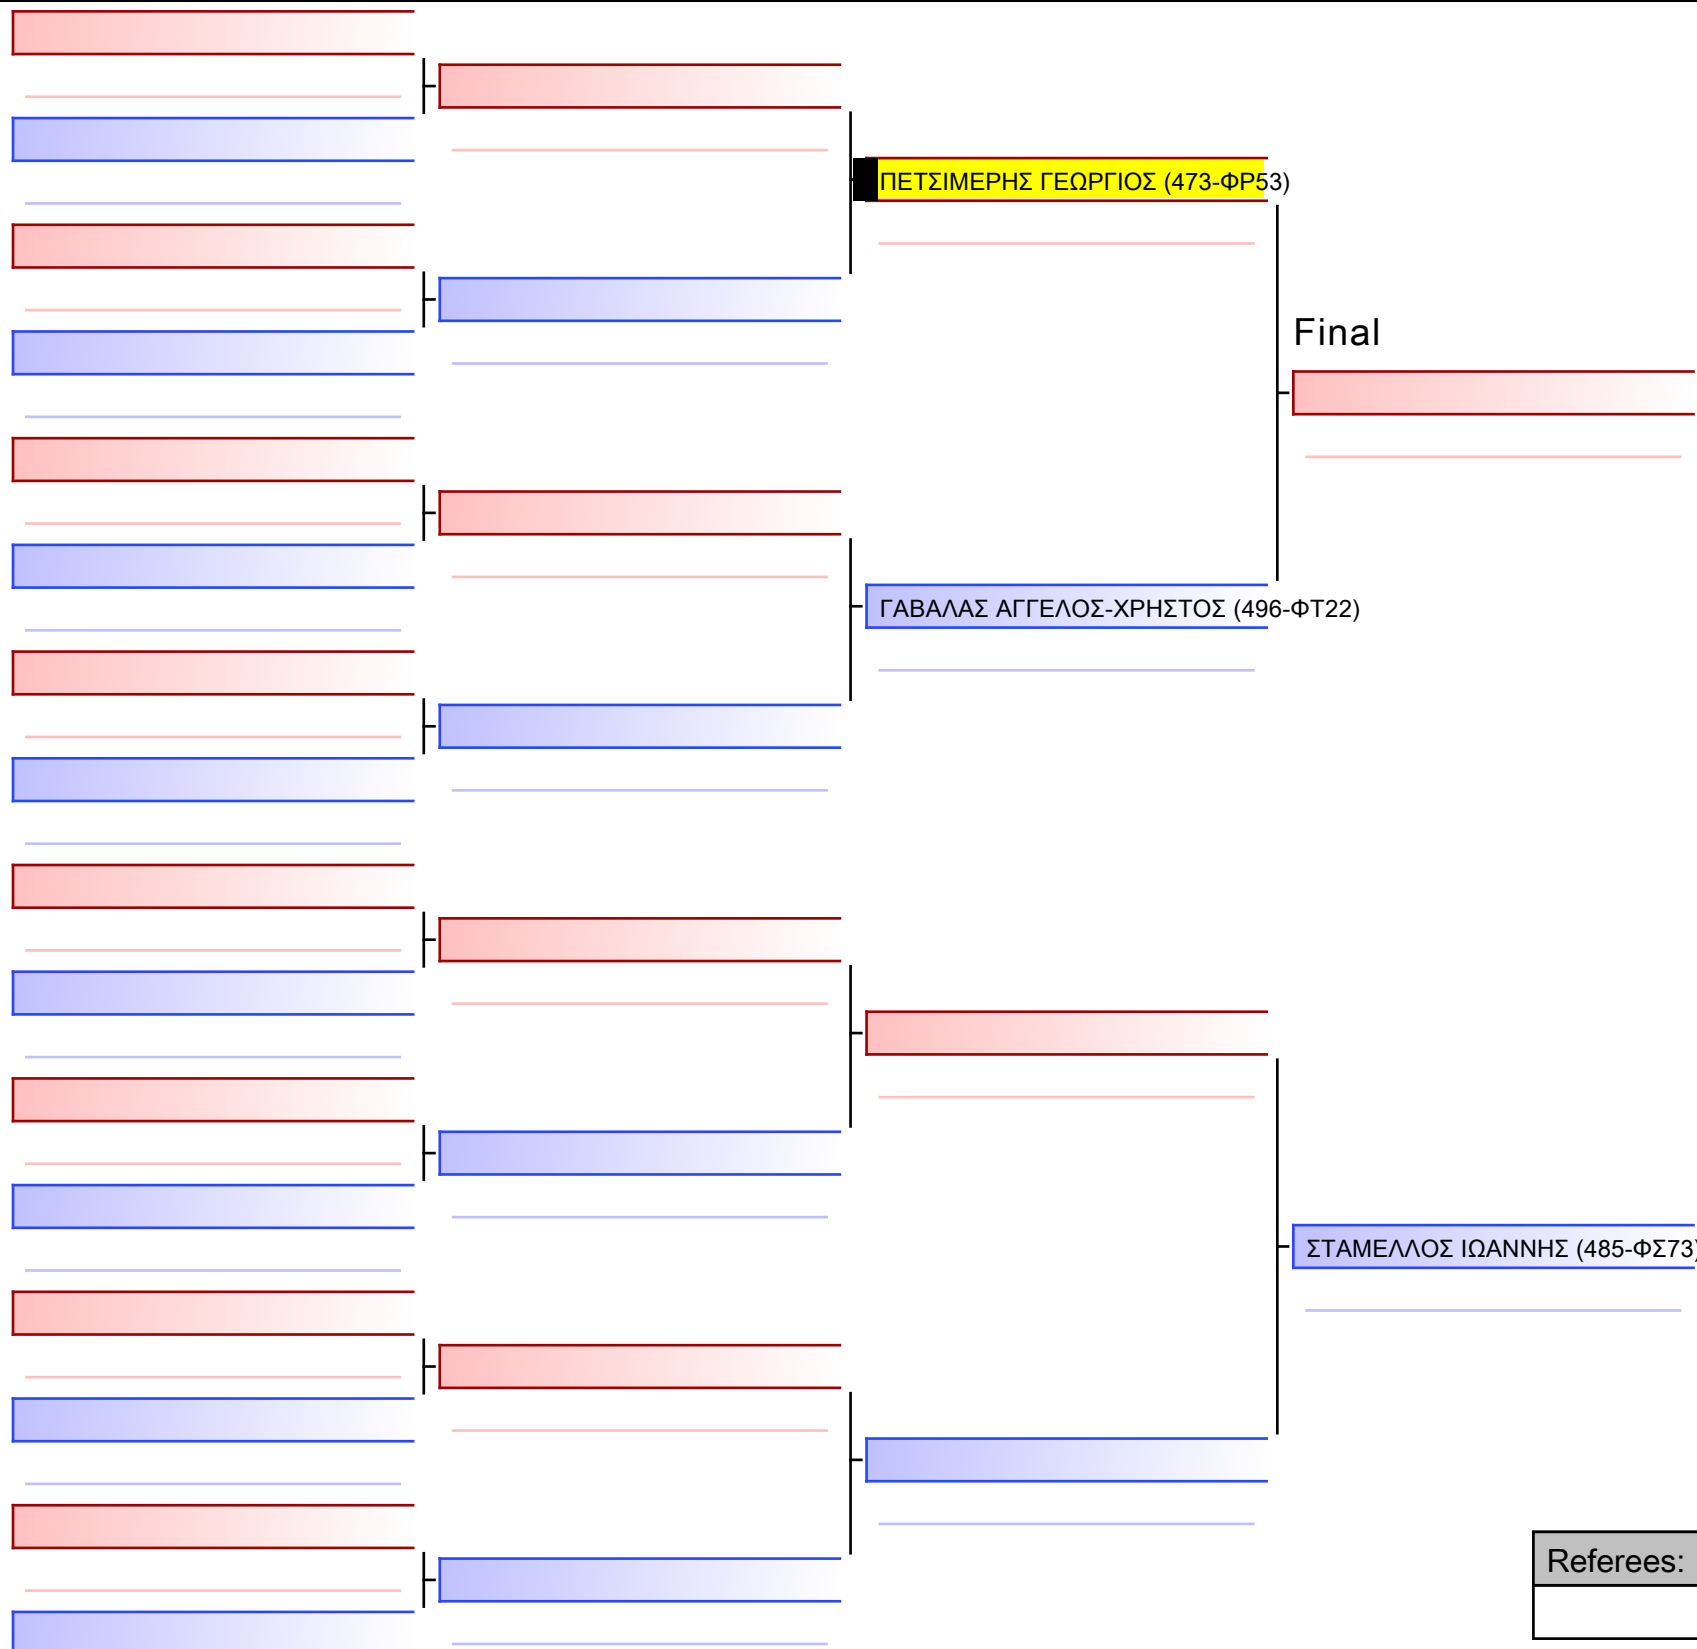 ΠΕΤΣΙΜΕΡΗΣ ΓΕΩΡΓΙΟΣ (473-ΦΡ53)
Final
ΓΑΒΑΛΑΣ ΑΓΓΕΛΟΣ-ΧΡΗΣΤΟΣ (496-ΦΤ22)
ΣΤΑΜΕΛΛΟΣ ΙΩΑΝΝΗΣ (485-ΦΣ73)
Referees: